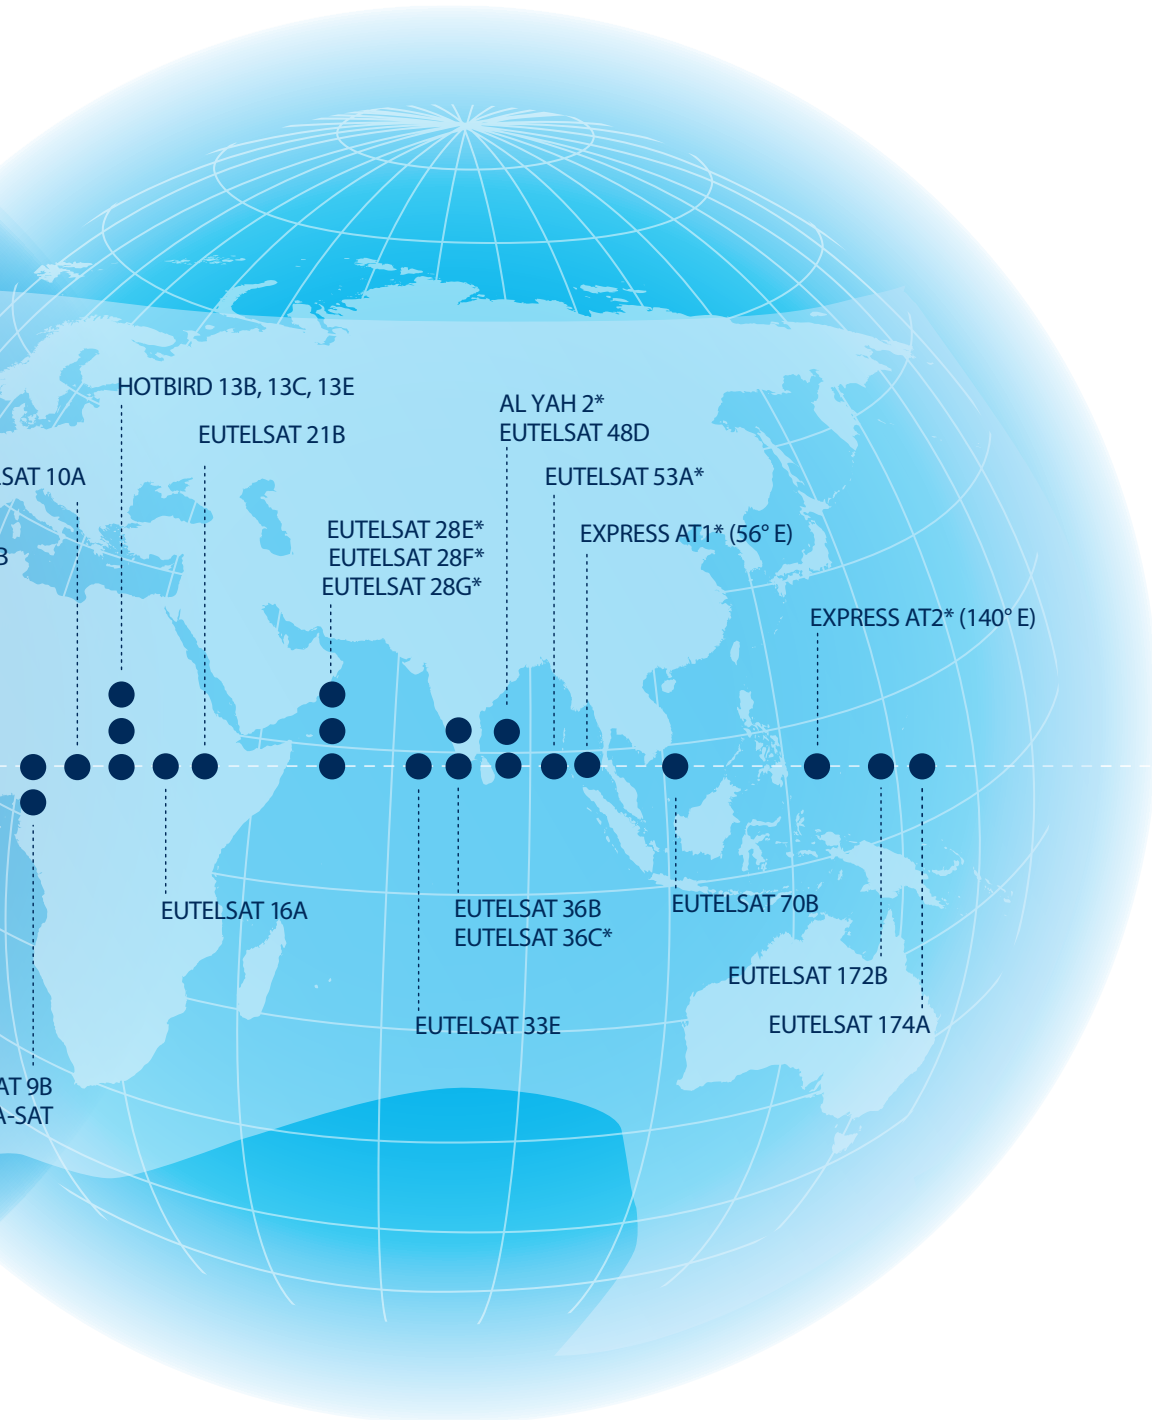 HOTBIRD 13B, 13C, 13E
AL YAH 2*
EUTELSAT 48D
EUTELSAT 21B
SAT 10A
EUTELSAT 53A*
EUTELSAT 28E*
EUTELSAT 28F*
EUTELSAT 28G*
EXPRESS AT1* (56° E)
B
EXPRESS AT2* (140° E)
EUTELSAT 16A
EUTELSAT 36B
EUTELSAT 36C*
EUTELSAT 70B
EUTELSAT 172B
EUTELSAT 33E
EUTELSAT 174A
AT 9B
A-SAT